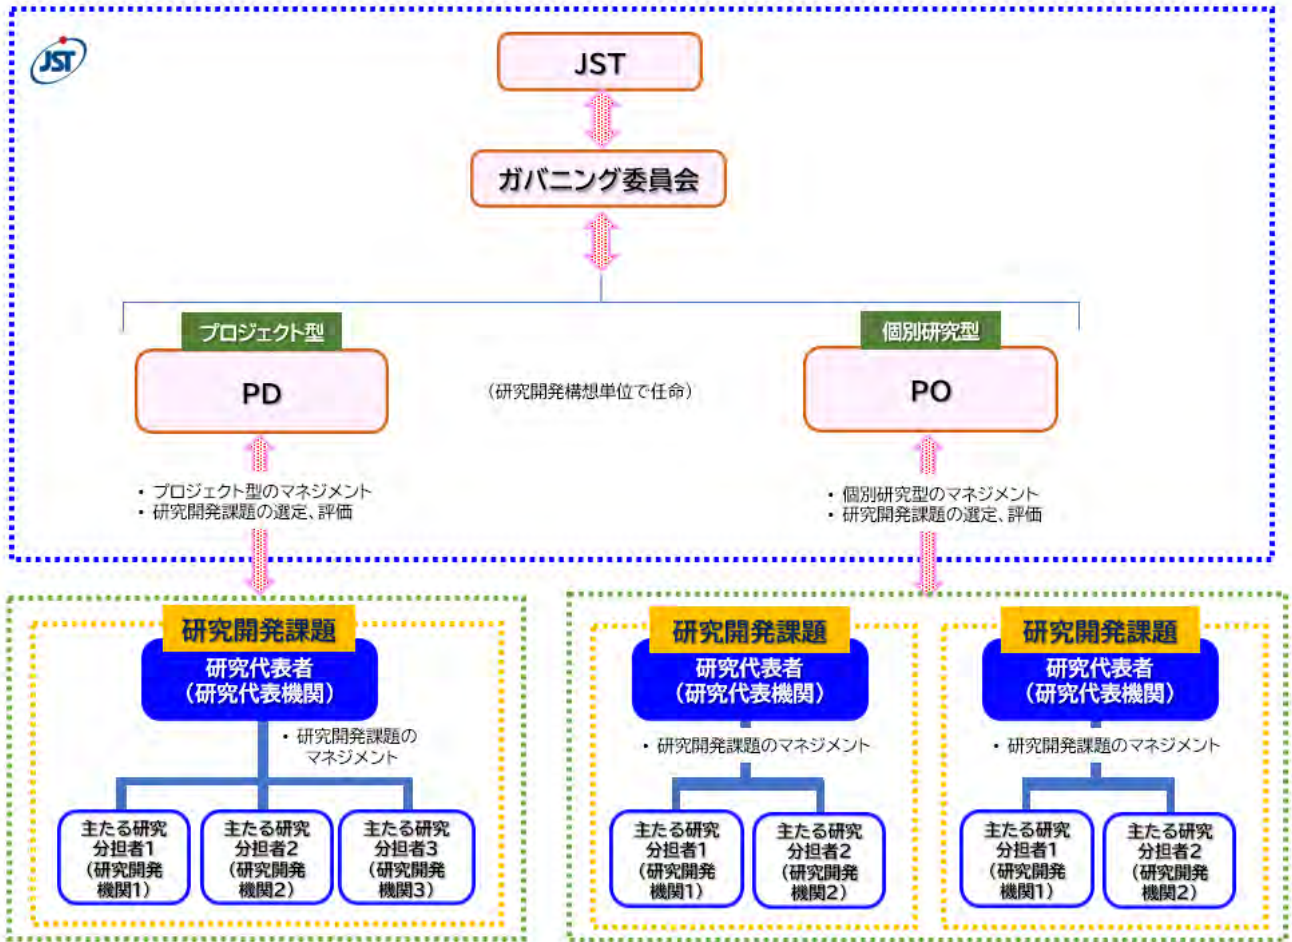 JST
JST
ガバニング委員会
プロジェクト型
PD
（研究開発構想単位で任命）
個別研究型
PO
・ プロジェクト型のマネジメント
・ 研究開発課題の選定、評価
・ 個別研究型のマネジメント
・ 研究開発課題の選定、評価
研究開発課題
研究代表者
（研究代表機関）
・ 研究開発課題の
マネジメント
主たる研究
分担者1
（研究開発
機関1）
主たる研究
分担者2
（研究開発
機関2）
主たる研究
分担者3
（研究開発
機関3）
研究開発課題
研究代表者
（研究代表機関）
・ 研究開発課題のマネジメント
主たる研究
分担者1
（研究開発
機関1）
主たる研究
分担者2
（研究開発
機関2）
研究開発課題
研究代表者
（研究代表機関）
・ 研究開発課題のマネジメント
主たる研究
分担者1
（研究開発
機関1）
主たる研究
分担者2
（研究開発
機関2）